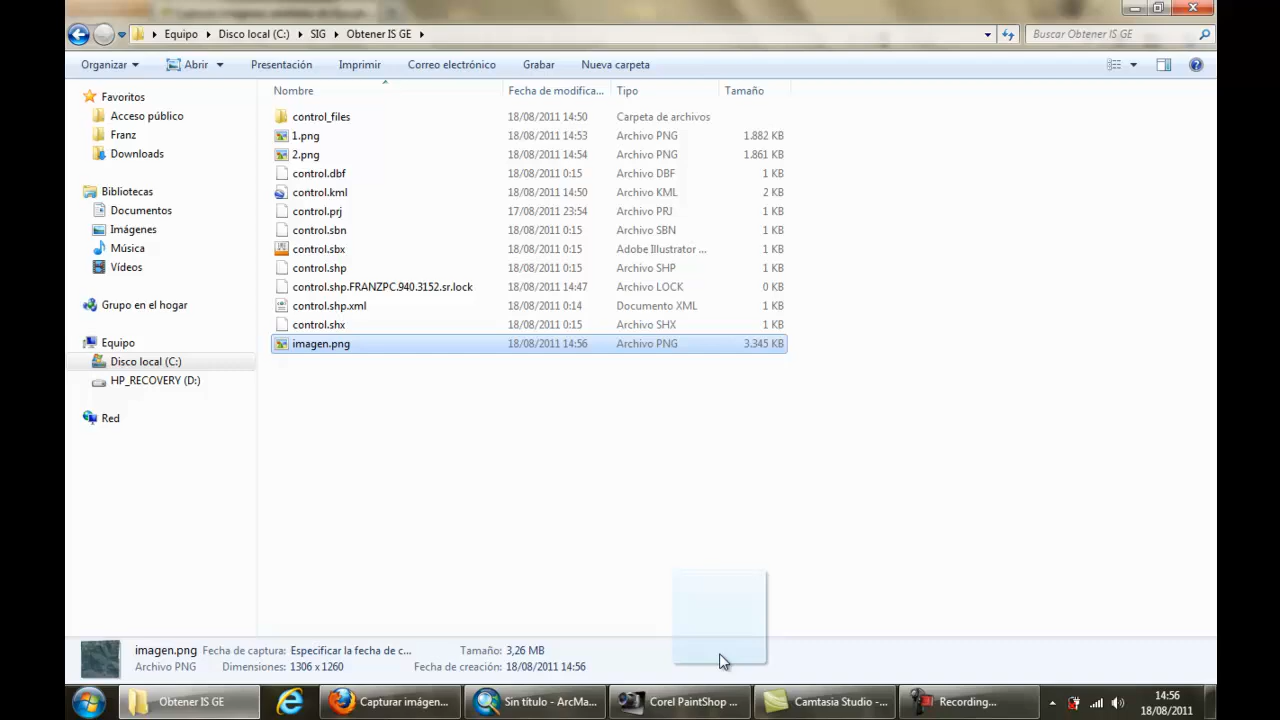 Equipo Disco local (C:) SIG Obtener IS GE
Buscar Obtener IS GE
Organizar Abrir Presentación Imprimir Correo electrónico Grabar Nueva carpeta
Nombre Fecha de modifica... Tipo Tamaño
Favoritos
Acceso público
Franz
Downloads
Bibliotecas
Documentos
Imágenes
Música
Vídeos
Grupo en el hogar
Equipo
Disco local (C:)
HP_RECOVERY (D:)
Red
control_files 18/08/2011 14:50 Carpeta de archivos
1.png 18/08/2011 14:53 Archivo PNG 1.882 KB
2.png 18/08/2011 14:54 Archivo PNG 1.861 KB
control.dbf 18/08/2011 0:15 Archivo DBF 1 KB
control.kml 18/08/2011 14:50 Archivo KML 2 KB
control.prj 17/08/2011 23:54 Archivo PRJ 1 KB
control.sbn 18/08/2011 0:15 Archivo SBN 1 KB
control.sbx 18/08/2011 0:15 Adobe Illustrator ... 1 KB
control.shp 18/08/2011 0:15 Archivo SHP 1 KB
control.shp.FRANZPC.940.3152.sr.lock 18/08/2011 14:47 Archivo LOCK 0 KB
control.shp.xml 18/08/2011 0:14 Documento XML 1 KB
control.shx 18/08/2011 0:15 Archivo SHX 1 KB
imagen.png 18/08/2011 14:56 Archivo PNG 3.345 KB
imagen.png Fecha de captura: Especificar la fecha de c... Tamaño: 3,26 MB
Archivo PNG Dimensiones: 1306 x 1260 Fecha de creación: 18/08/2011 14:56
Obtener IS GE Capturar imágen... Sin título - ArcMa... Corel PaintShop ... Camtasia Studio -... Recording...
14:56
18/08/2011